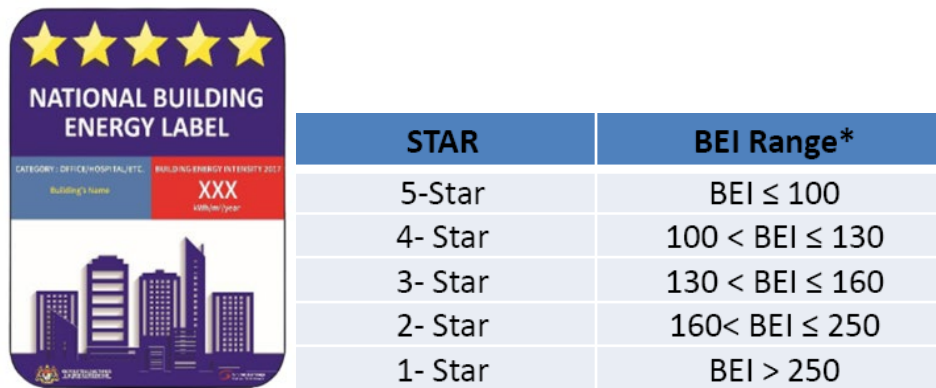 NATIONAL BUILDING
ENERGY LABEL
CATEGORY : OFFICE/HOSPITAL/ETC.
BUILDING ENERGY INTENSITY 2017
Building's Name
XXX
kWh/m²/year
STAR BEI Range*
5-Star BEI ≤ 100
4- Star 100 < BEI ≤ 130
3- Star 130 < BEI ≤ 160
2- Star 160< BEI ≤ 250
1- Star BEI > 250